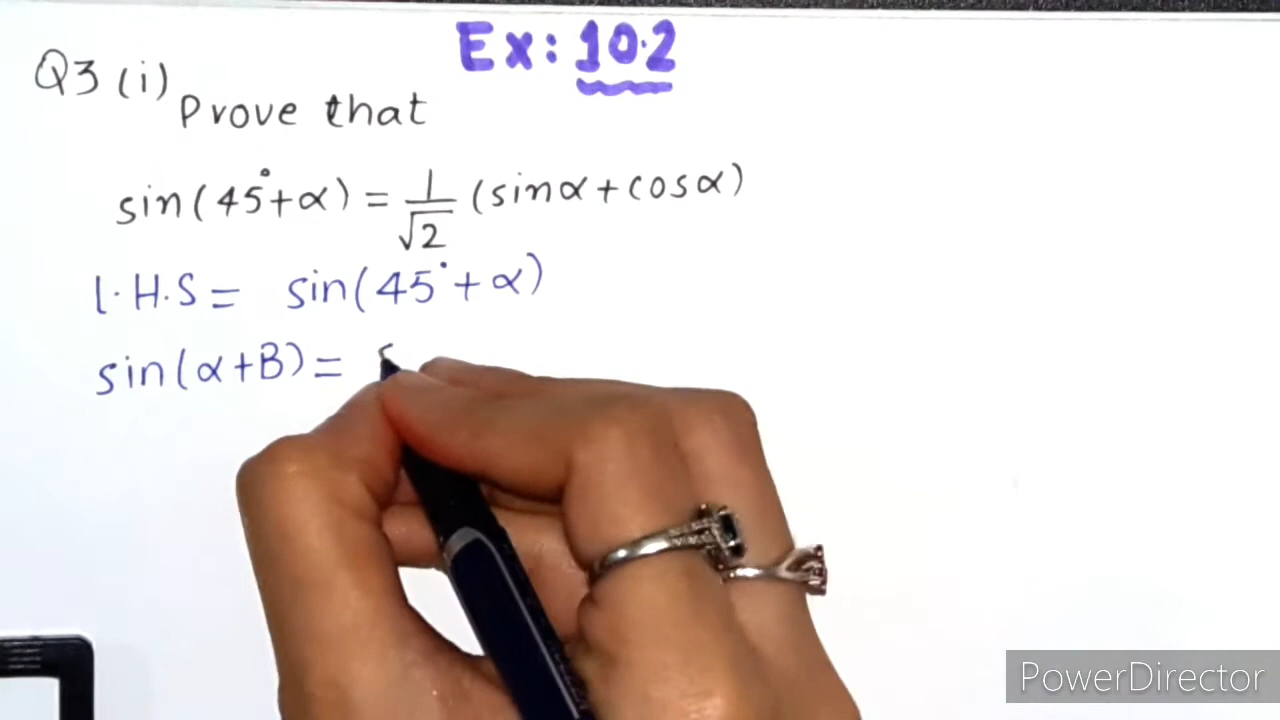 Ex: 10.2
Q3 (i) Prove that
sin(45°+α) = 1/√2 (sinα+cosα)
L.H.S = sin(45°+α)
sin(α+B) = s
PowerDirector